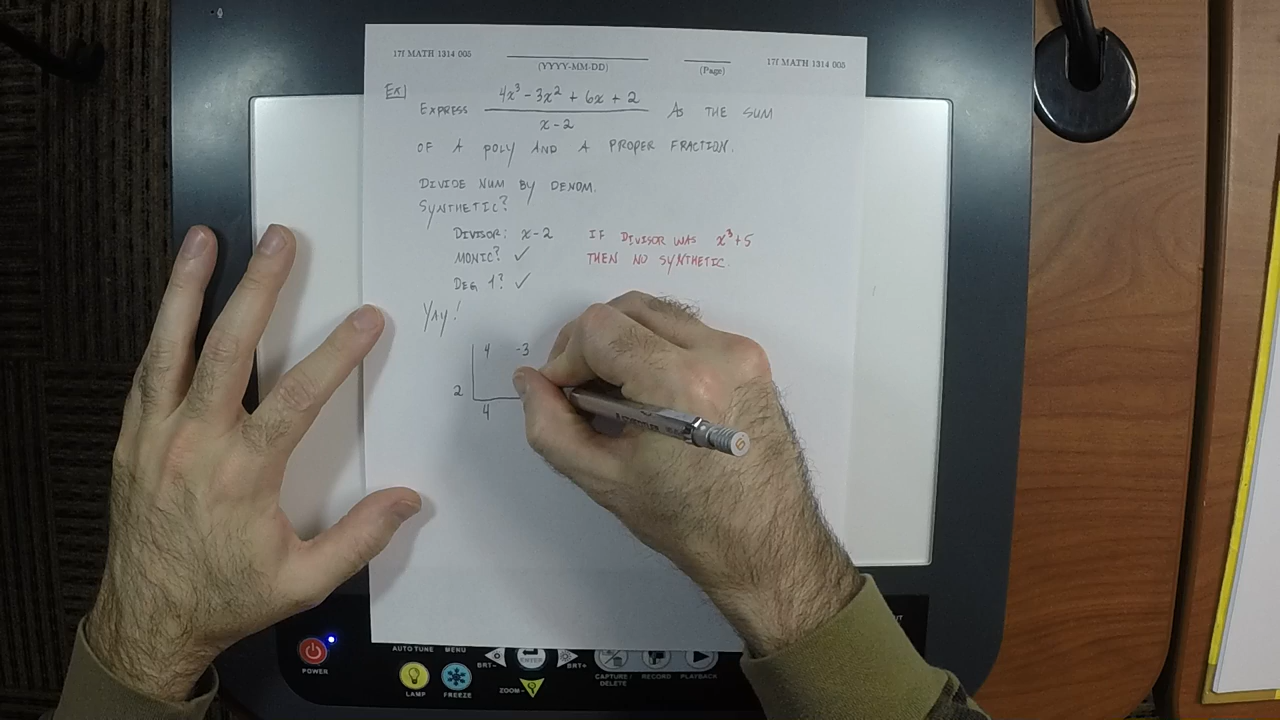 17f MATH 1314 005
(YYYY-MM-DD)
(Page)
17f MATH 1314 005
EX
EXPRESS (4x³ - 3x² + 6x + 2)/(x - 2) AS THE SUM
OF A POLY AND A PROPER FRACTION.
DIVIDE NUM BY DENOM.
SYNTHETIC?
DIVISOR: x - 2
MONIC? ✓
DEG 1? ✓
IF DIVISOR WAS x³+5
THEN NO SYNTHETIC.
YAY!
4 -3
2
4
POWER
AUTO TUNE
MENU
LAMP
FREEZE
BRT-
ENTER
BRT+
ZOOM-
CAPTURE / DELETE
RECORD
PLAYBACK